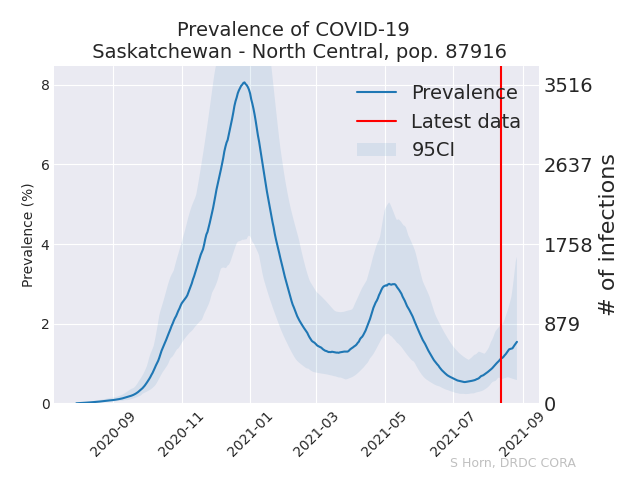 Prevalence of COVID-19
Saskatchewan - North Central, pop. 87916
Prevalence (%)
8
6
4
2
0
Prevalence
Latest data
95CI
3516
2637
1758
879
0
# of infections
2020-09
2020-11
2021-01
2021-03
2021-05
2021-07
2021-09
S Horn, DRDC CORA